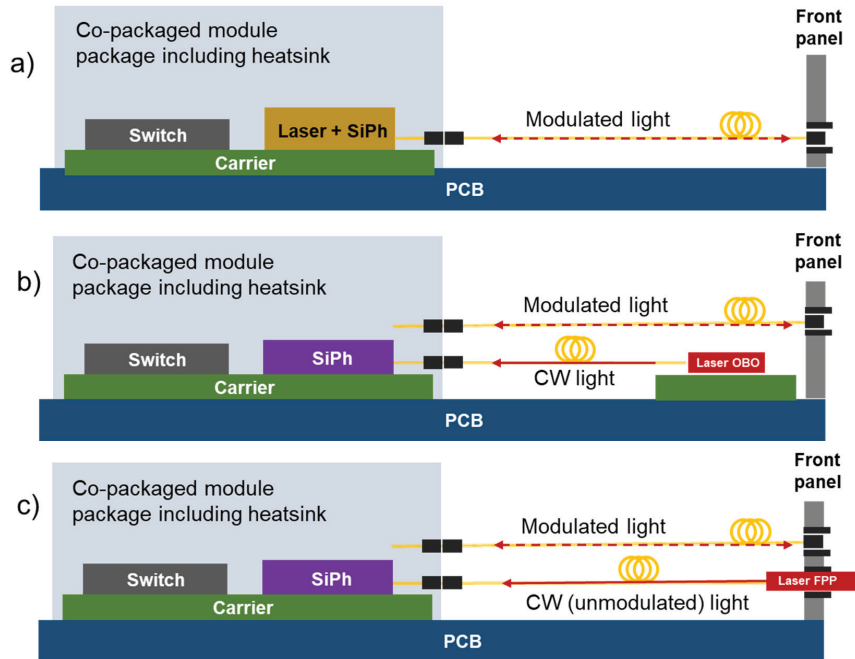 a)
Co-packaged module
package including heatsink
Front
panel
Switch
Laser + SiPh
Modulated light
Carrier
PCB
b)
Co-packaged module
package including heatsink
Front
panel
Modulated light
Switch
SiPh
CW light
Laser OBO
Carrier
PCB
c)
Co-packaged module
package including heatsink
Front
panel
Modulated light
Switch
SiPh
CW (unmodulated) light
Laser FPP
Carrier
PCB